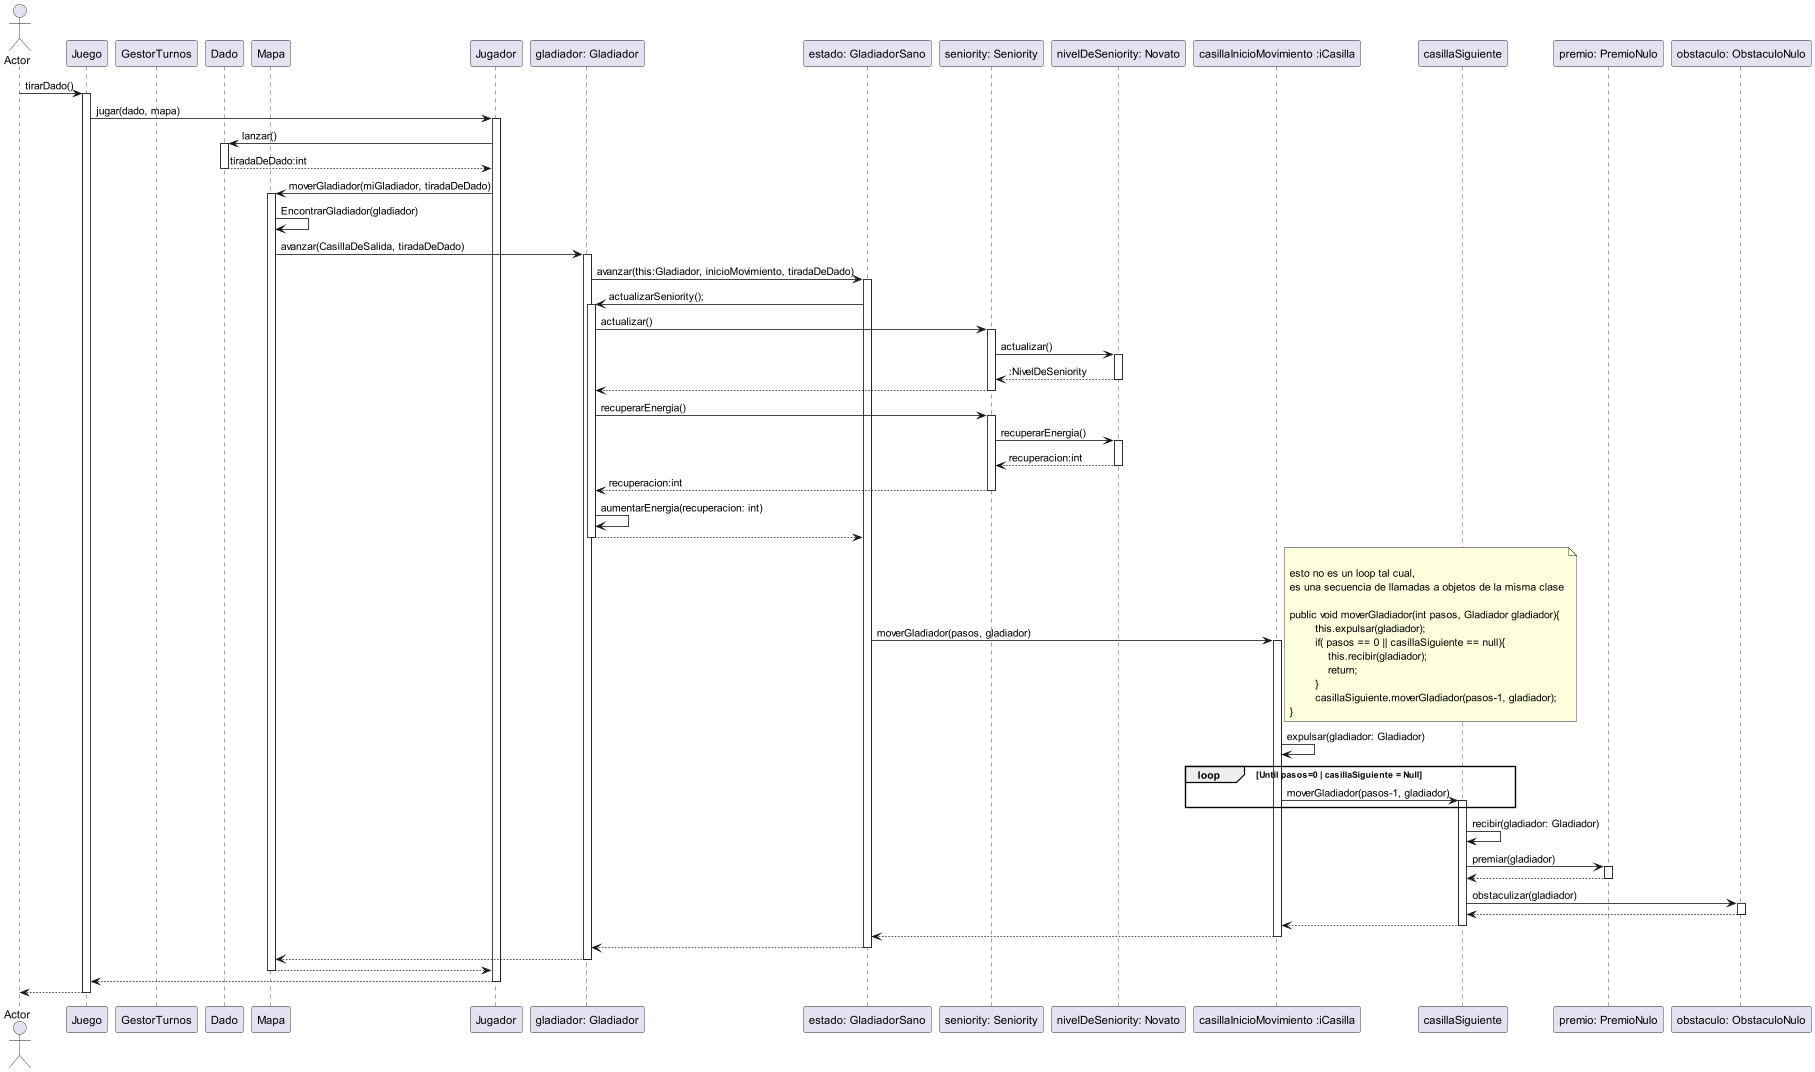 Actor
Juego
GestorTurnos
Dado
Mapa
Jugador
gladiador: Gladiador
estado: GladiadorSano
seniority: Seniority
nivelDeSeniority: Novato
casillaInicioMovimiento :iCasilla
casillaSiguiente
premio: PremioNulo
obstaculo: ObstaculoNulo
tirarDado()
jugar(dado, mapa)
lanzar()
tiradaDeDado:int
moverGladiador(miGladiador, tiradaDeDado)
EncontrarGladiador(gladiador)
avanzar(CasillaDeSalida, tiradaDeDado)
avanzar(this:Gladiador, inicioMovimiento, tiradaDeDado)
actualizarSeniority();
actualizar()
actualizar()
:NivelDeSeniority
recuperarEnergia()
recuperarEnergia()
recuperacion:int
recuperacion:int
aumentarEnergia(recuperacion: int)
esto no es un loop tal cual,
es una secuencia de llamadas a objetos de la misma clase
public void moverGladiador(int pasos, Gladiador gladiador){
this.expulsar(gladiador);
if( pasos == 0 || casillaSiguiente == null){
this.recibir(gladiador);
return;
}
casillaSiguiente.moverGladiador(pasos-1, gladiador);
}
moverGladiador(pasos, gladiador)
expulsar(gladiador: Gladiador)
loop [Until pasos=0 | casillaSiguiente = Null]
moverGladiador(pasos-1, gladiador)
recibir(gladiador: Gladiador)
premiar(gladiador)
obstaculizar(gladiador)
Actor
Juego
GestorTurnos
Dado
Mapa
Jugador
gladiador: Gladiador
estado: GladiadorSano
seniority: Seniority
nivelDeSeniority: Novato
casillaInicioMovimiento :iCasilla
casillaSiguiente
premio: PremioNulo
obstaculo: ObstaculoNulo